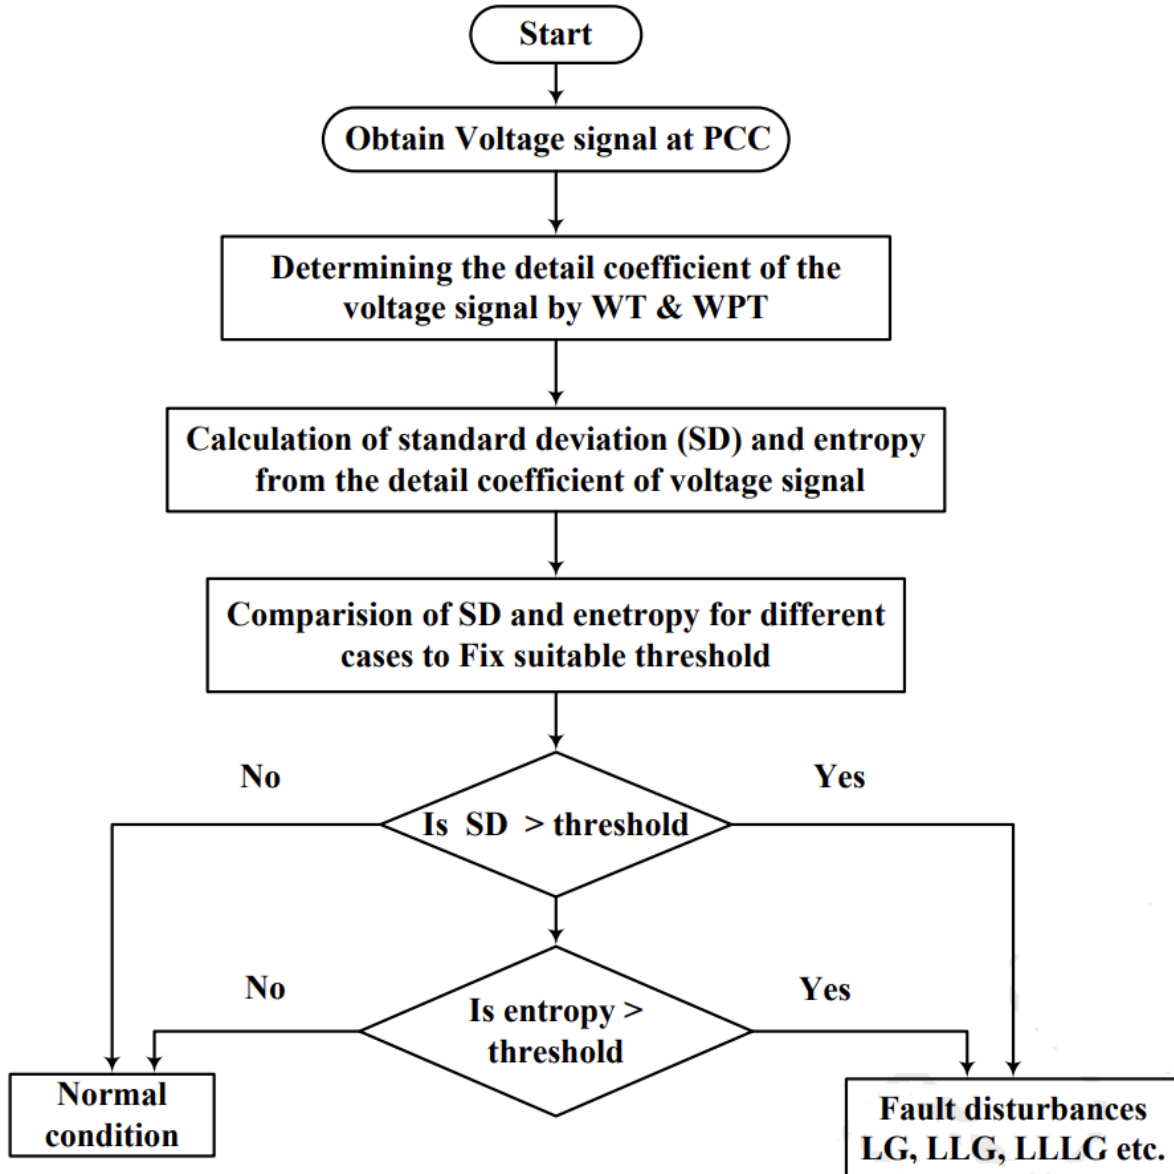 Start
Obtain Voltage signal at PCC
Determining the detail coefficient of the
voltage signal by WT & WPT
Calculation of standard deviation (SD) and entropy
from the detail coefficient of voltage signal
Comparision of SD and enetropy for different
cases to Fix suitable threshold
No
Yes
Is SD > threshold
No
Yes
Is entropy >
threshold
Normal
condition
Fault disturbances
LG, LLG, LLLG etc.